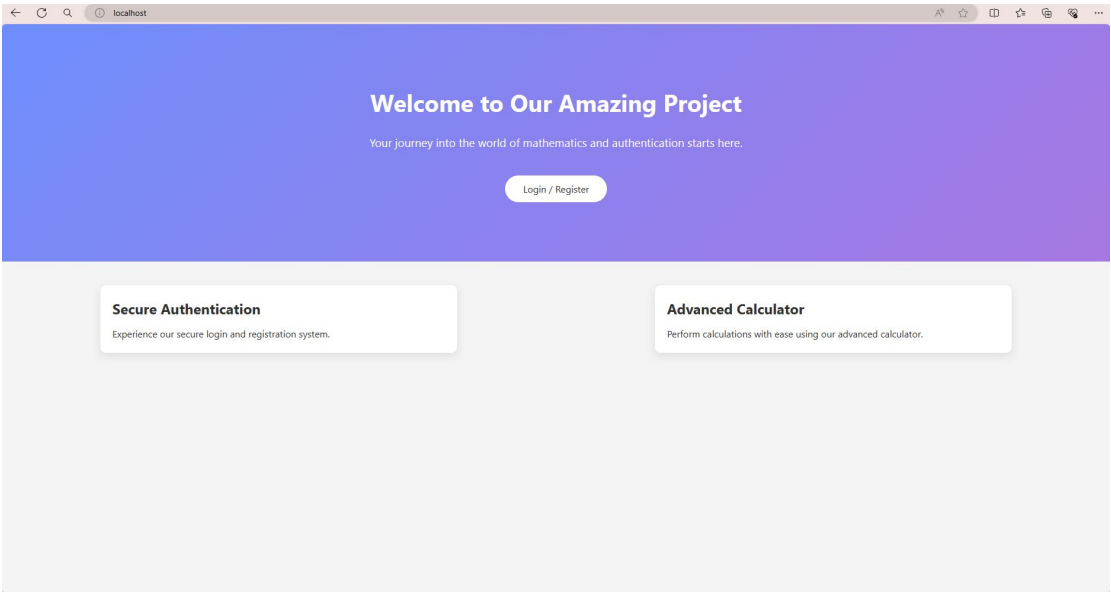 localhost
Welcome to Our Amazing Project
Your journey into the world of mathematics and authentication starts here.
Login / Register
Secure Authentication
Experience our secure login and registration system.
Advanced Calculator
Perform calculations with ease using our advanced calculator.